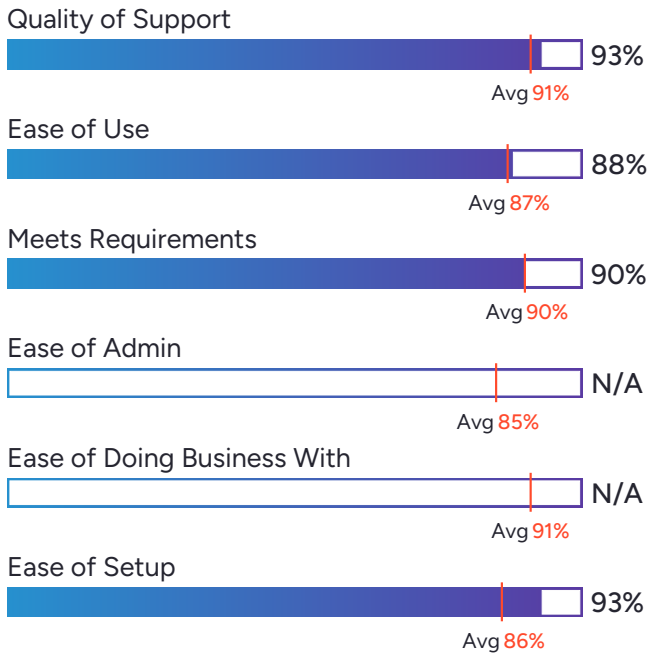 Quality of Support
93%
Avg 91%
Ease of Use
88%
Avg 87%
Meets Requirements
90%
Avg 90%
Ease of Admin
N/A
Avg 85%
Ease of Doing Business With
N/A
Avg 91%
Ease of Setup
93%
Avg 86%